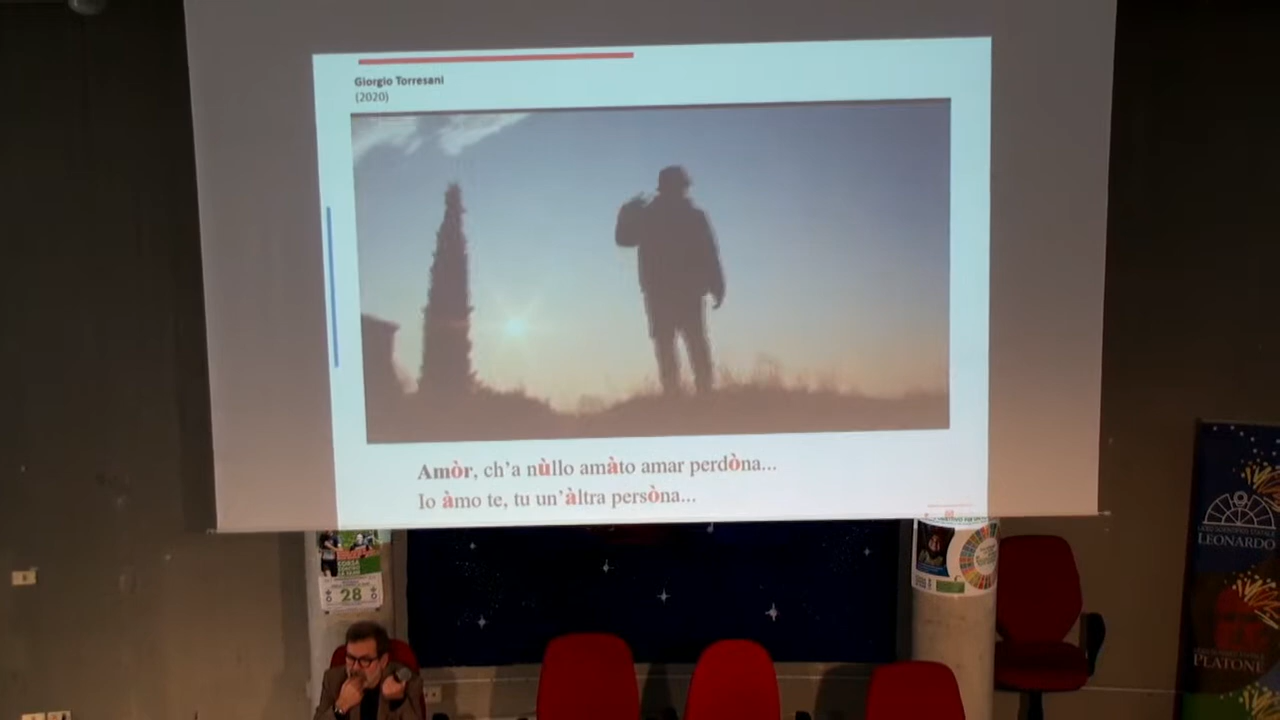 Giorgio Torresani
(2020)
Amòr, ch’a nùllo amàto amar perdòna...
Io àmo te, tu un’àltra persòna...
28
LEONARDO
PLATONE